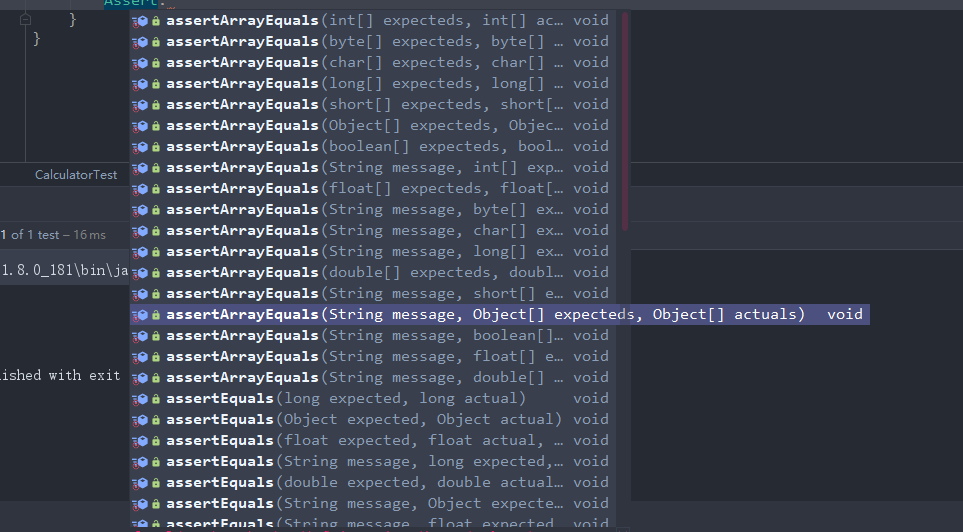 Assert.
}
}
assertArrayEquals(int[] expecteds, int[] ac… void
assertArrayEquals(byte[] expecteds, byte[] … void
assertArrayEquals(char[] expecteds, char[] … void
assertArrayEquals(long[] expecteds, long[] … void
assertArrayEquals(short[] expecteds, short[… void
assertArrayEquals(Object[] expecteds, Objec… void
assertArrayEquals(boolean[] expecteds, bool… void
assertArrayEquals(String message, int[] exp… void
assertArrayEquals(float[] expecteds, float[… void
assertArrayEquals(String message, byte[] ex… void
assertArrayEquals(String message, char[] ex… void
assertArrayEquals(String message, long[] ex… void
assertArrayEquals(double[] expecteds, doubl… void
assertArrayEquals(String message, short[] e… void
assertArrayEquals(String message, Object[] expecteds, Object[] actuals) void
assertArrayEquals(String message, boolean[]… void
assertArrayEquals(String message, float[] e… void
assertArrayEquals(String message, double[] … void
assertEquals(long expected, long actual) void
assertEquals(Object expected, Object actual) void
assertEquals(float expected, float actual, … void
assertEquals(String message, long expected,… void
assertEquals(double expected, double actual… void
assertEquals(String message, Object expecte… void
assertEquals(String message, float expected… void
CalculatorTest
1 of 1 test – 16 ms
1.8.0_181\bin\ja
ished with exit